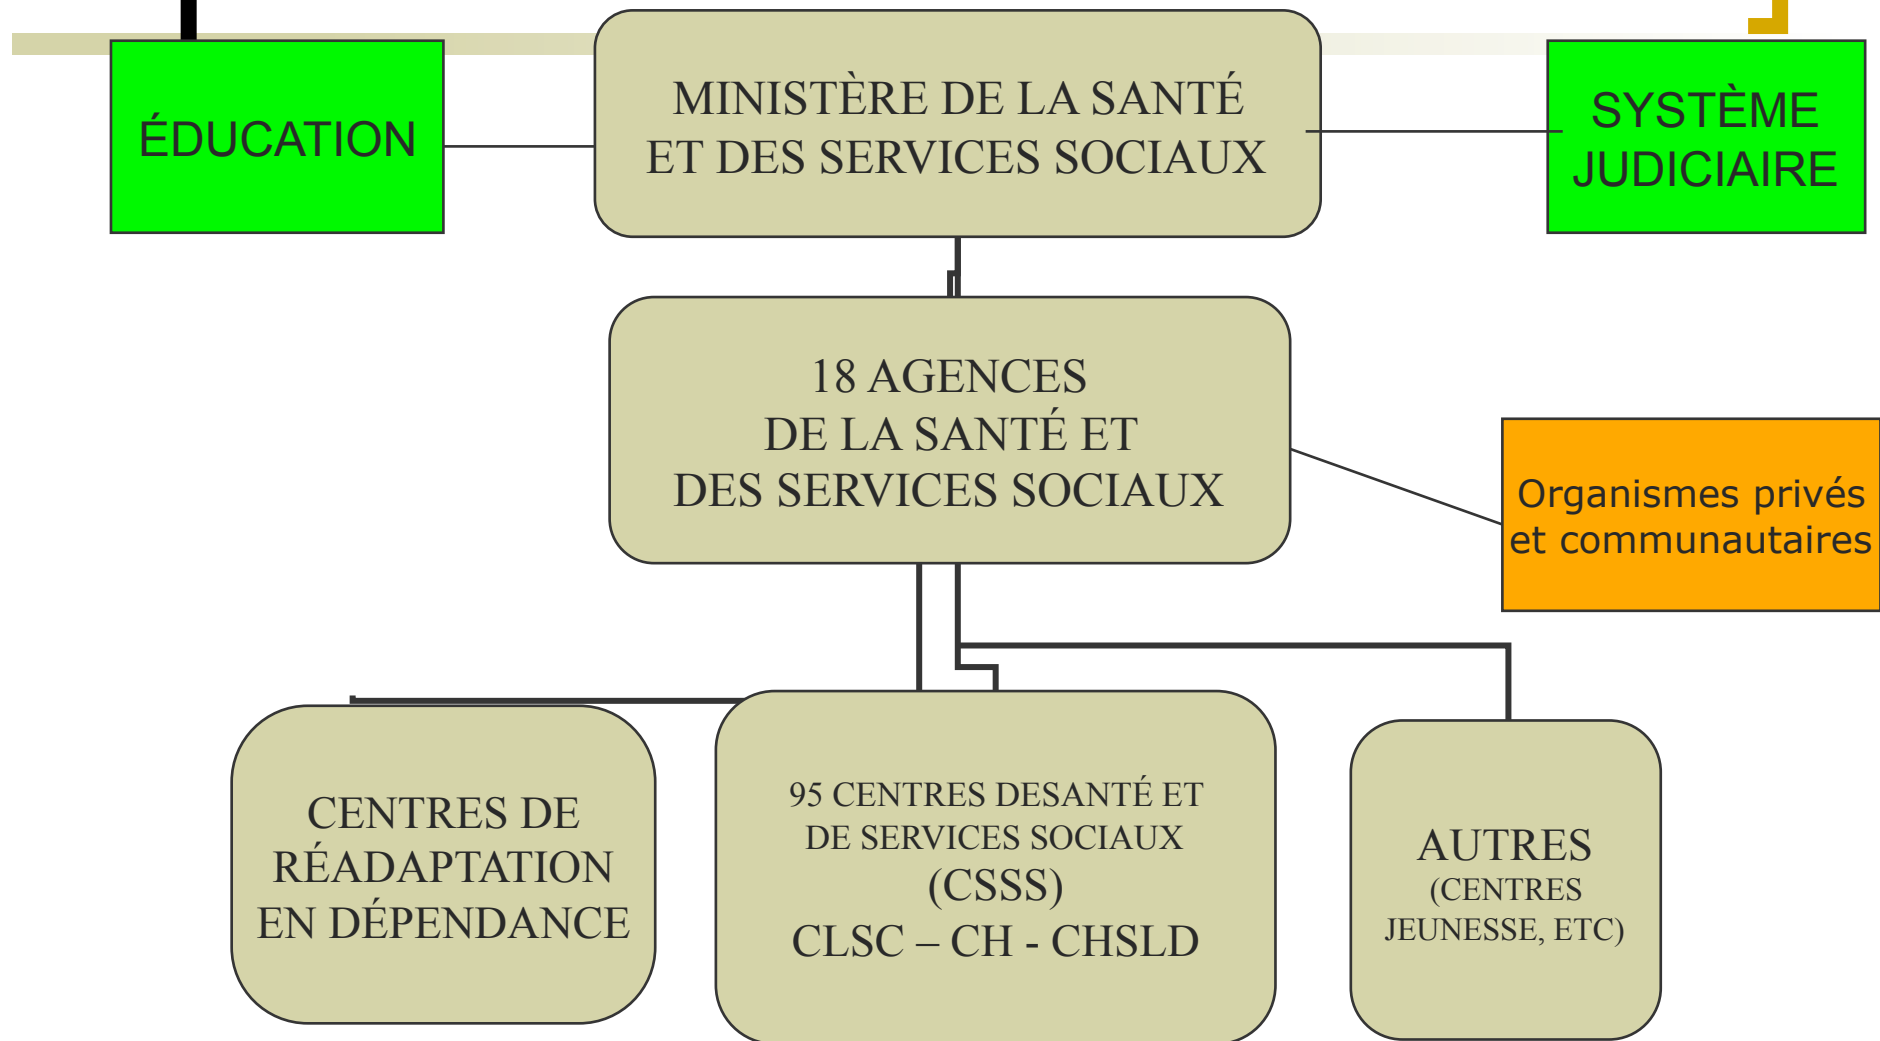 ÉDUCATION
MINISTÈRE DE LA SANTÉ
ET DES SERVICES SOCIAUX
SYSTÈME
JUDICIAIRE
18 AGENCES
DE LA SANTÉ ET
DES SERVICES SOCIAUX
Organismes privés
et communautaires
CENTRES DE
RÉADAPTATION
EN DÉPENDANCE
95 CENTRES DESANTÉ ET
DE SERVICES SOCIAUX
(CSSS)
CLSC – CH - CHSLD
AUTRES
(CENTRES
JEUNESSE, ETC)